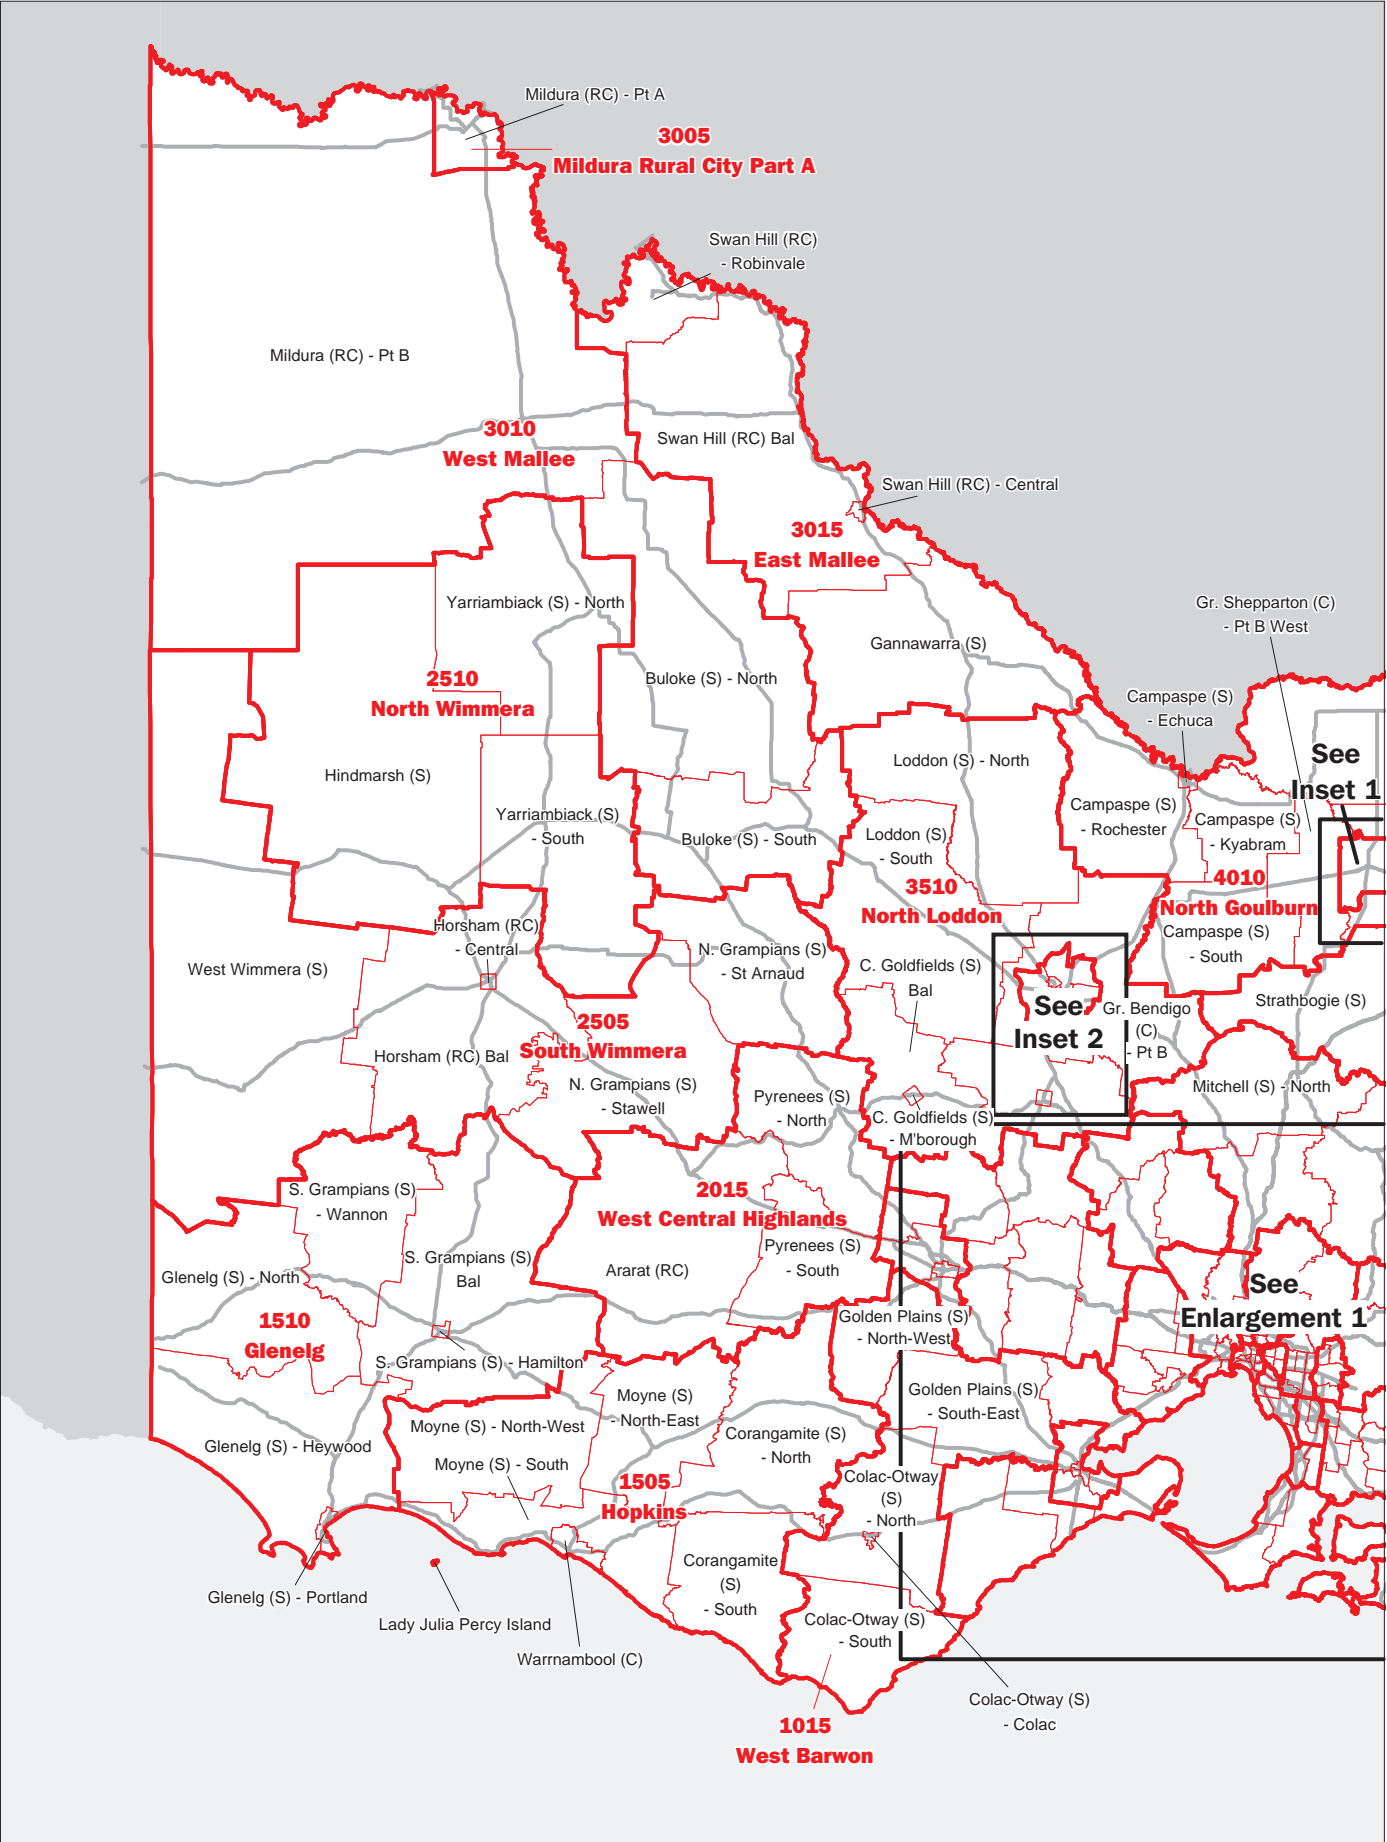 Mildura (RC) - Pt A
3005
Mildura Rural City Part A
Swan Hill (RC)
- Robinvale
Mildura (RC) - Pt B
3010
West Mallee
Swan Hill (RC) Bal
Swan Hill (RC) - Central
3015
East Mallee
Yarriambiack (S) - North
Gr. Shepparton (C)
- Pt B West
Gannawarra (S)
2510
North Wimmera
Buloke (S) - North
Campaspe (S)
- Echuca
See
Inset 1
Loddon (S) - North
Hindmarsh (S)
Campaspe (S)
- Rochester
Yarriambiack (S)
- South
Buloke (S) - South
Loddon (S)
- South
Campaspe (S)
- Kyabram
3510
North Loddon
4010
North Goulburn
Horsham (RC)
- Central
Campaspe (S)
- South
West Wimmera (S)
N. Grampians (S)
- St Arnaud
C. Goldfields (S)
Bal
See
Inset 2
Gr. Bendigo
(C)
- Pt B
Strathbogie (S)
2505
South Wimmera
Horsham (RC) Bal
N. Grampians (S)
- Stawell
Pyrenees (S)
- North
Mitchell (S) - North
C. Goldfields (S)
- M'borough
S. Grampians (S)
- Wannon
2015
West Central Highlands
S. Grampians (S)
Bal
Ararat (RC)
Pyrenees (S)
- South
Glenelg (S) - North
See
Enlargement 1
1510
Glenelg
Golden Plains (S)
- North-West
S. Grampians (S) - Hamilton
Moyne (S)
- North-East
Golden Plains (S)
- South-East
Moyne (S) - North-West
Corangamite (S)
- North
Glenelg (S) - Heywood
Moyne (S) - South
1505
Hopkins
Colac-Otway
(S)
- North
Corangamite
(S)
- South
Glenelg (S) - Portland
Lady Julia Percy Island
Colac-Otway (S)
- South
Warrnambool (C)
Colac-Otway (S)
- Colac
1015
West Barwon